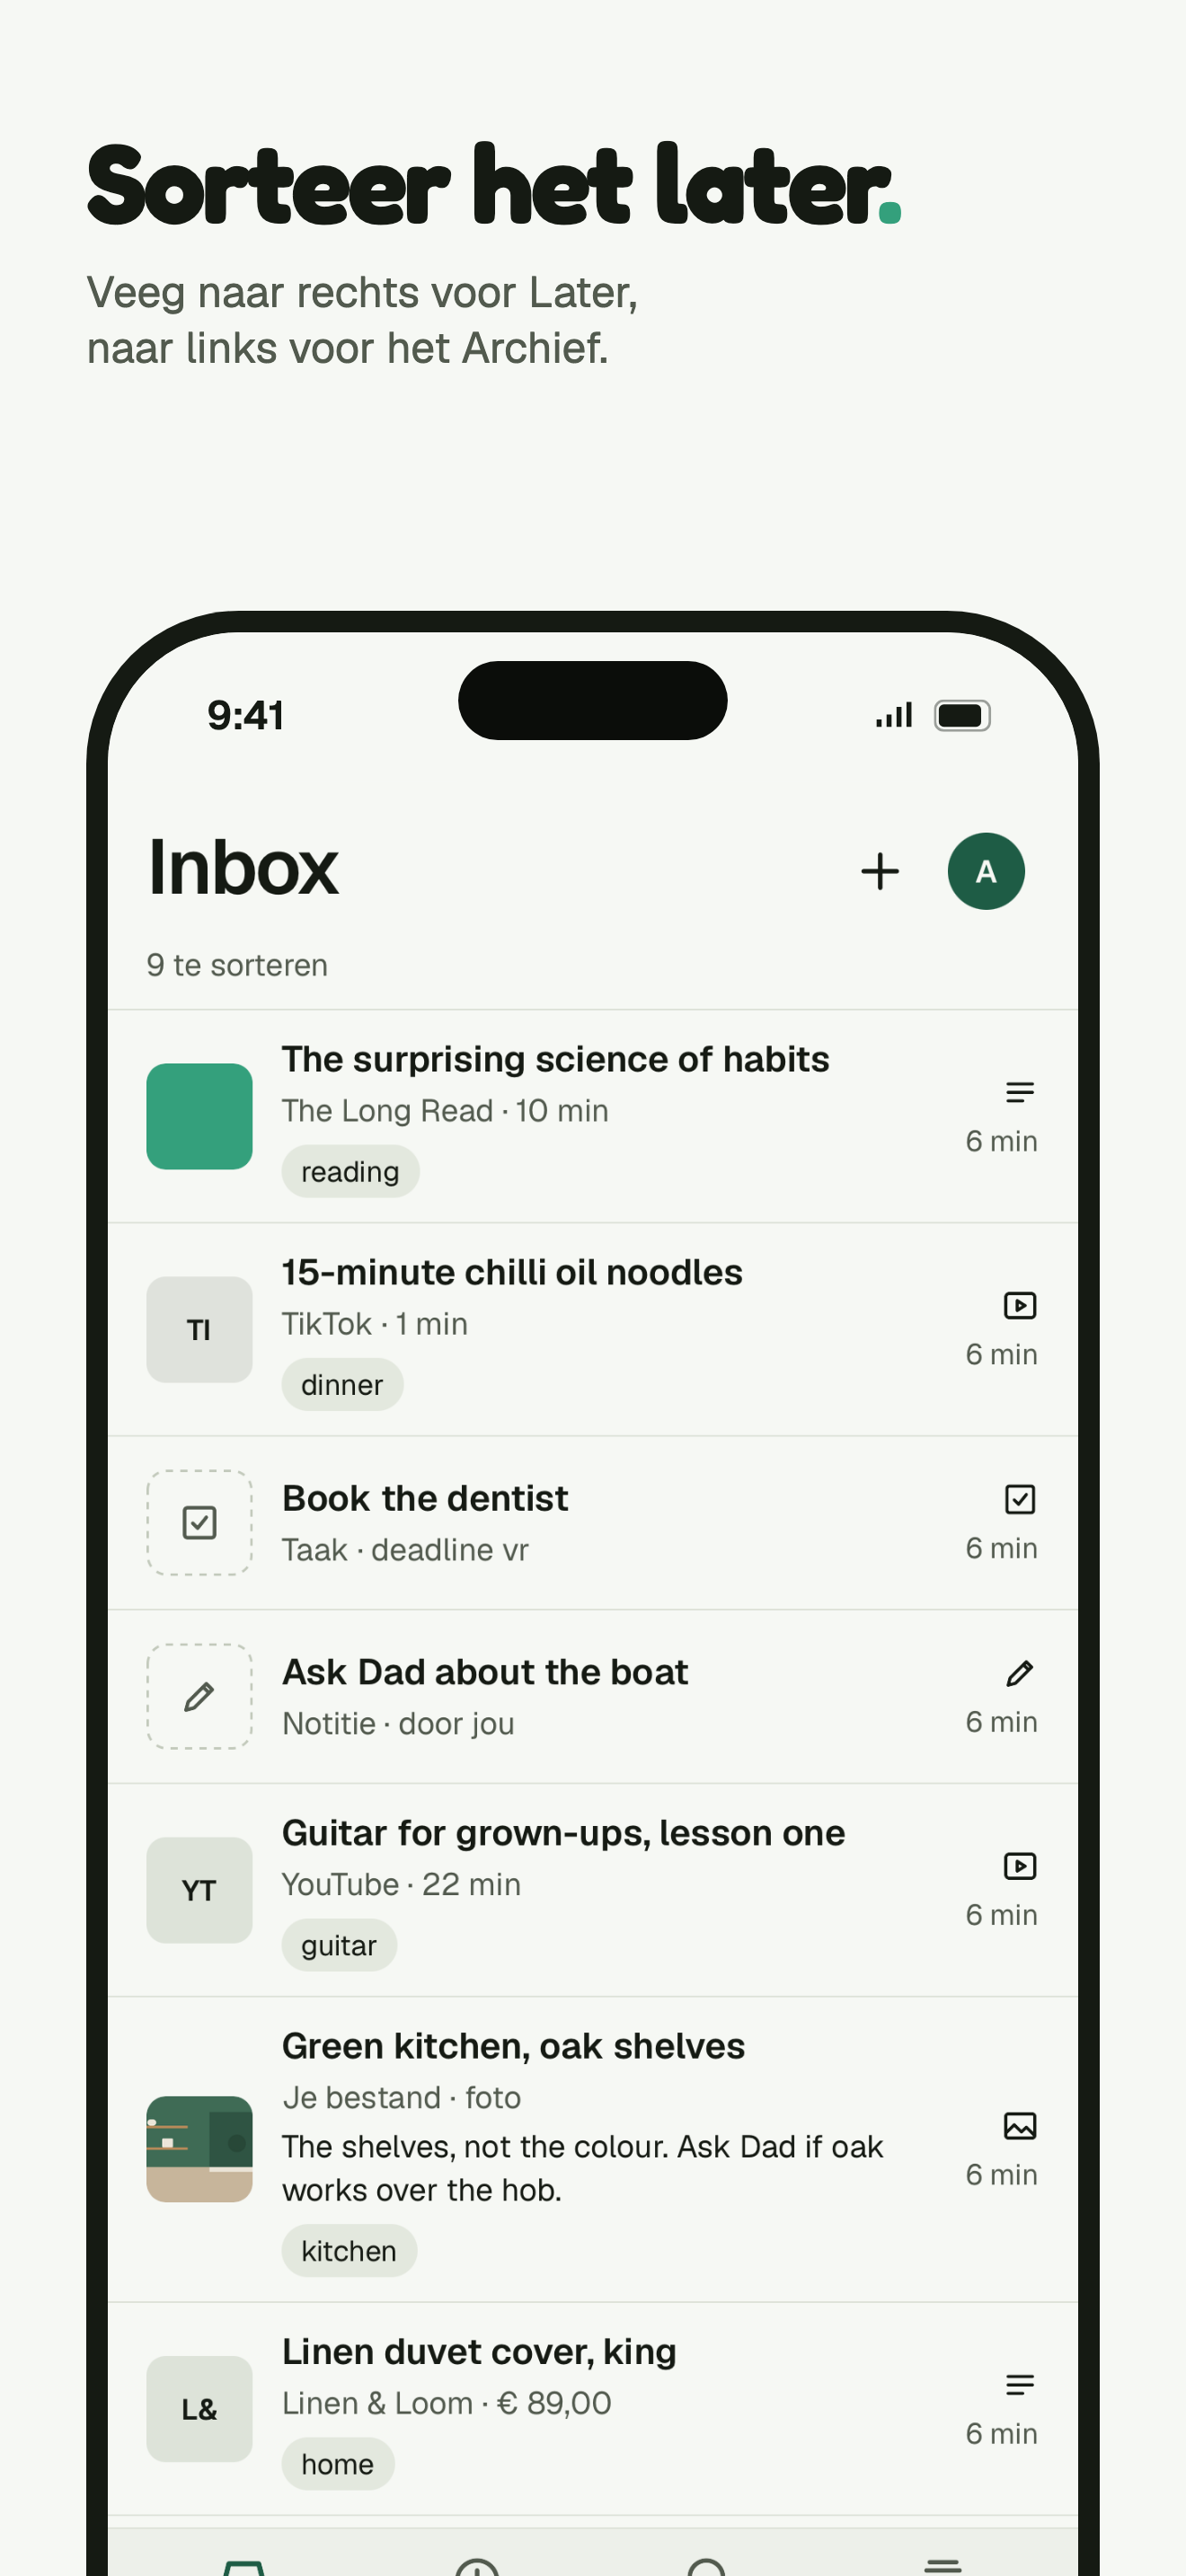 Sorteer het later.
Veeg naar rechts voor Later,
naar links voor het Archief.
9:41
Inbox
A
9 te sorteren
The surprising science of habits
The Long Read · 10 min
6 min
reading
15-minute chilli oil noodles
TI
TikTok · 1 min
6 min
dinner
Book the dentist
Taak · deadline vr
6 min
Ask Dad about the boat
Notitie · door jou
6 min
Guitar for grown-ups, lesson one
YT
YouTube · 22 min
6 min
guitar
Green kitchen, oak shelves
Je bestand · foto
The shelves, not the colour. Ask Dad if oak
works over the hob.
6 min
kitchen
Linen duvet cover, king
L&
Linen & Loom · € 89,00
6 min
home